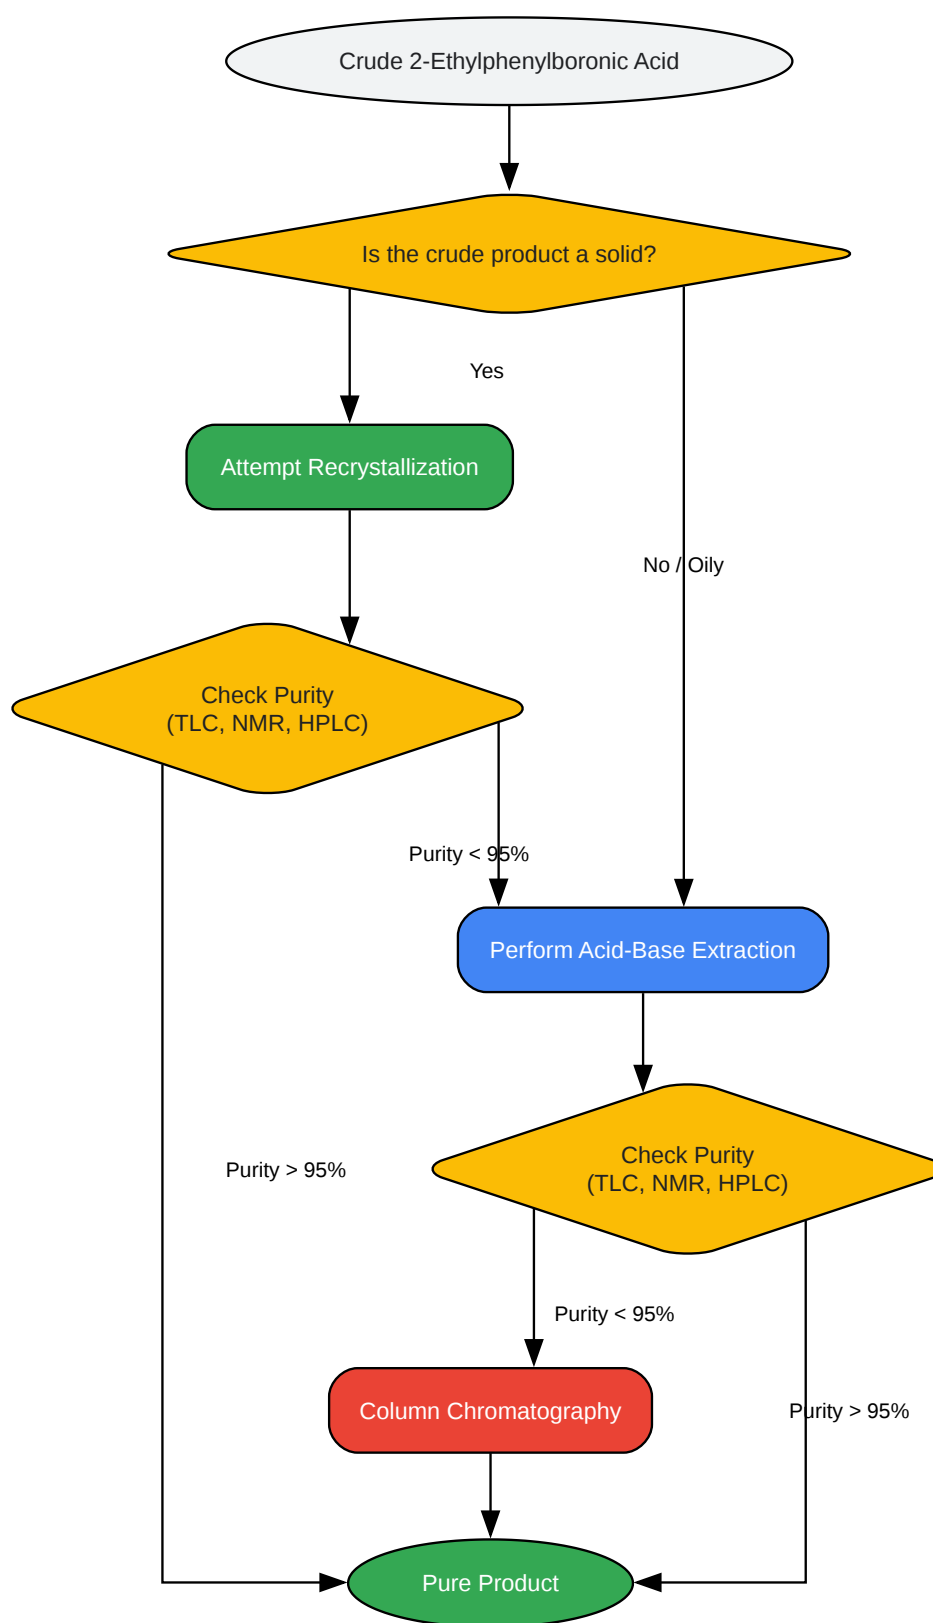 Crude 2-Ethylphenylboronic Acid
Is the crude product a solid?
Yes
Attempt Recrystallization
No / Oily
Check Purity
(TLC, NMR, HPLC)
Purity < 95%
Perform Acid-Base Extraction
Check Purity
(TLC, NMR, HPLC)
Purity > 95%
Purity < 95%
Column Chromatography
Purity > 95%
Pure Product